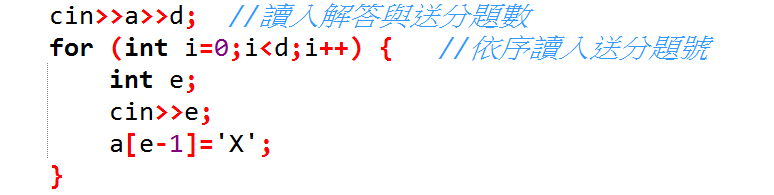 cin>>a>>d;  //讀入解答與送分題數
for (int i=0;i<d;i++) {   //依序讀入送分題號
    int e;
    cin>>e;
    a[e-1]='X';
}